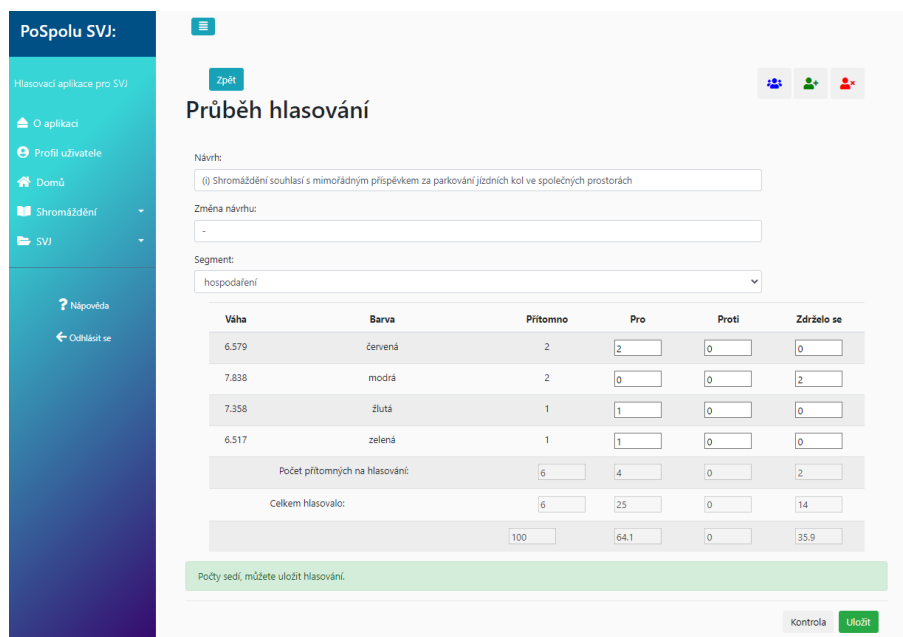 PoSpolu SVJ:
Hlasovací aplikace pro SVJ
O aplikaci
Profil uživatele
Domů
Shromáždění
SVJ
Nápověda
Odhlásit se
Zpět
Průběh hlasování
Návrh:
(i) Shromáždění souhlasí s mimořádným příspěvkem za parkování jízdních kol ve společných prostorách
Změna návrhu:
-
Segment:
hospodaření
Váha Barva Přítomno Pro Proti Zdrželo se
6.579 červená 2 2 0 0
7.838 modrá 2 0 0 2
7.358 žlutá 1 1 0 0
6.517 zelená 1 1 0 0
Počet přítomných na hlasování: 6 4 0 2
Celkem hlasovalo: 6 25 0 14
100 64.1 0 35.9
Počty sedí, můžete uložit hlasování.
Kontrola Uložit